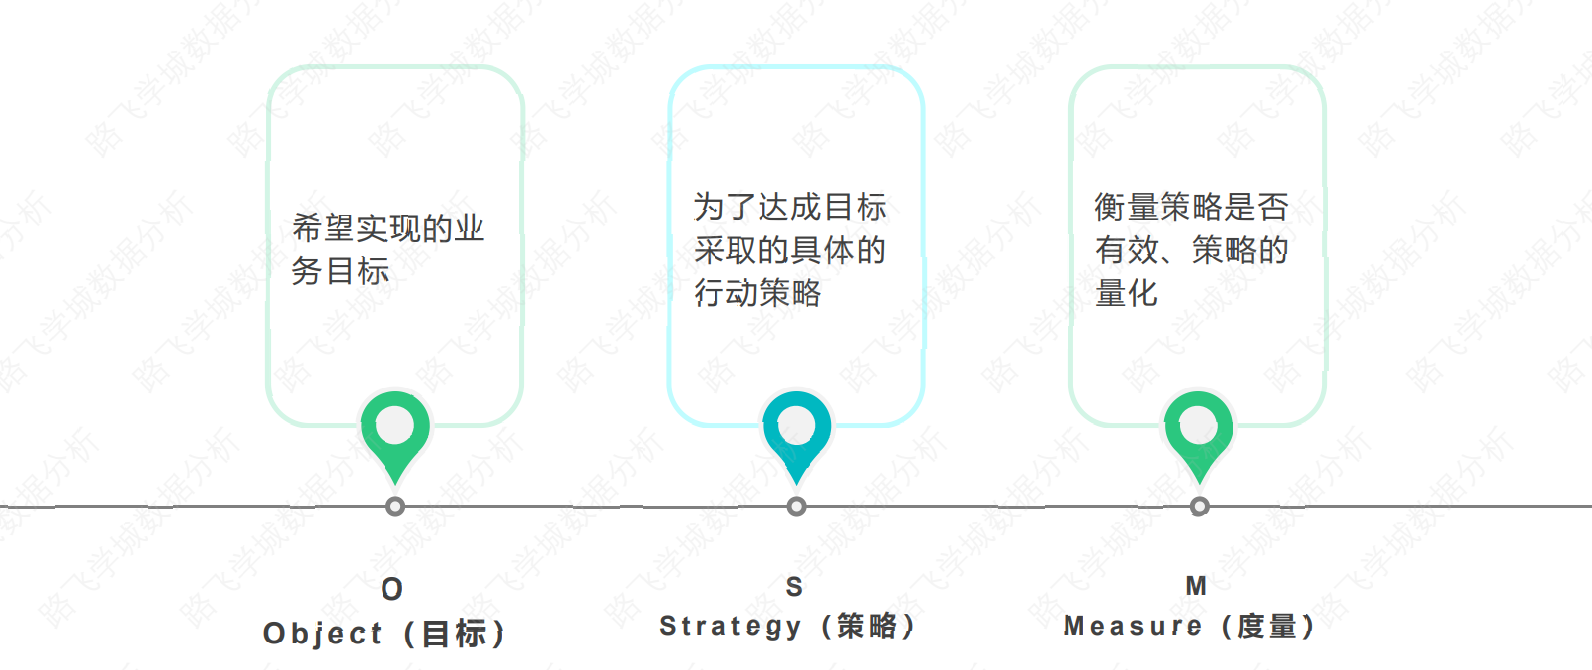 希望实现的业
务目标
为了达成目标
采取的具体的
行动策略
衡量策略是否
有效、策略的
量化
O
Object（目标）
S
Strategy（策略）
M
Measure（度量）
路飞学城数据分析